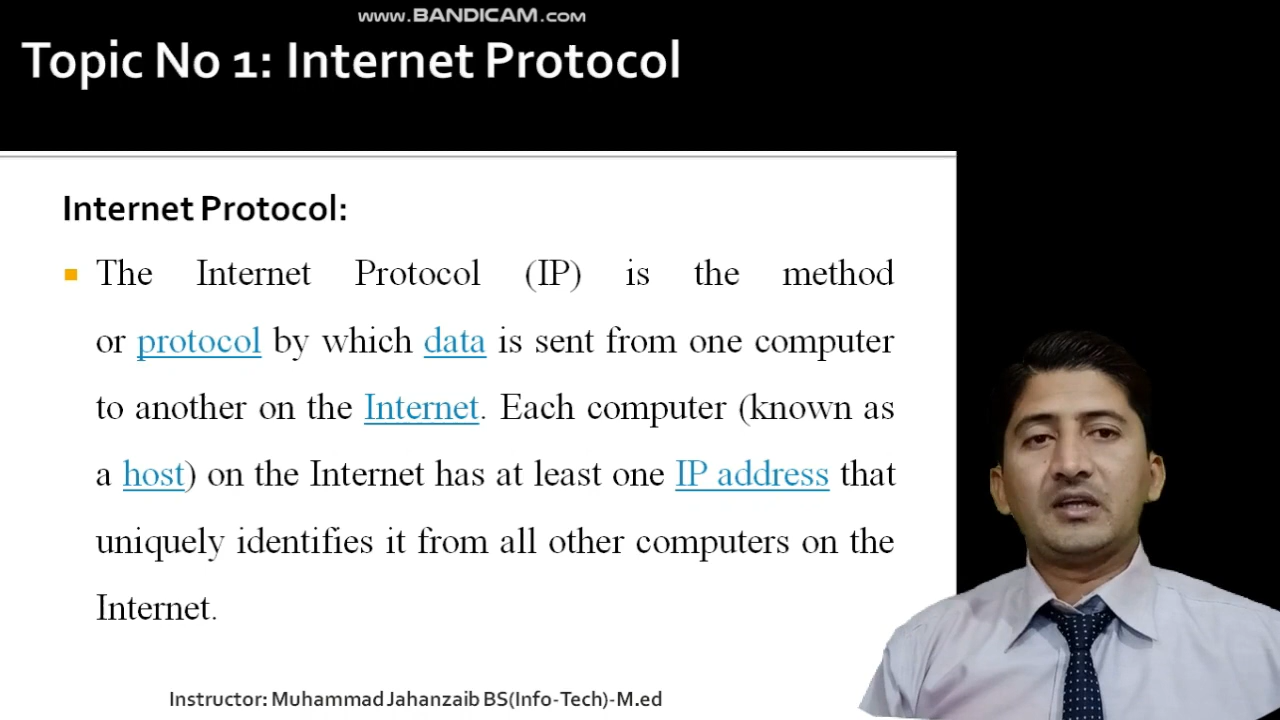 www.BANDICAM.com
Topic No 1: Internet Protocol
Internet Protocol:
The Internet Protocol (IP) is the method
or protocol by which data is sent from one computer
to another on the Internet. Each computer (known as
a host) on the Internet has at least one IP address that
uniquely identifies it from all other computers on the
Internet.
Instructor: Muhammad Jahanzaib BS(Info-Tech)-M.ed